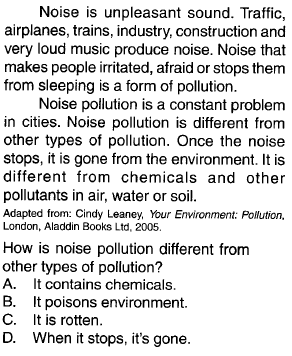 Noise is unpleasant sound. Traffic,
airplanes, trains, industry, construction and
very loud music produce noise. Noise that
makes people irritated, afraid or stops them
from sleeping is a form of pollution.
Noise pollution is a constant problem
in cities. Noise pollution is different from
other types of pollution. Once the noise
stops, it is gone from the environment. It is
different from chemicals and other
pollutants in air, water or soil.
Adapted from: Cindy Leaney, Your Environment: Pollution,
London, Aladdin Books Ltd, 2005.
How is noise pollution different from
other types of pollution?
A. It contains chemicals.
B. It poisons environment.
C. It is rotten.
D. When it stops, it's gone.